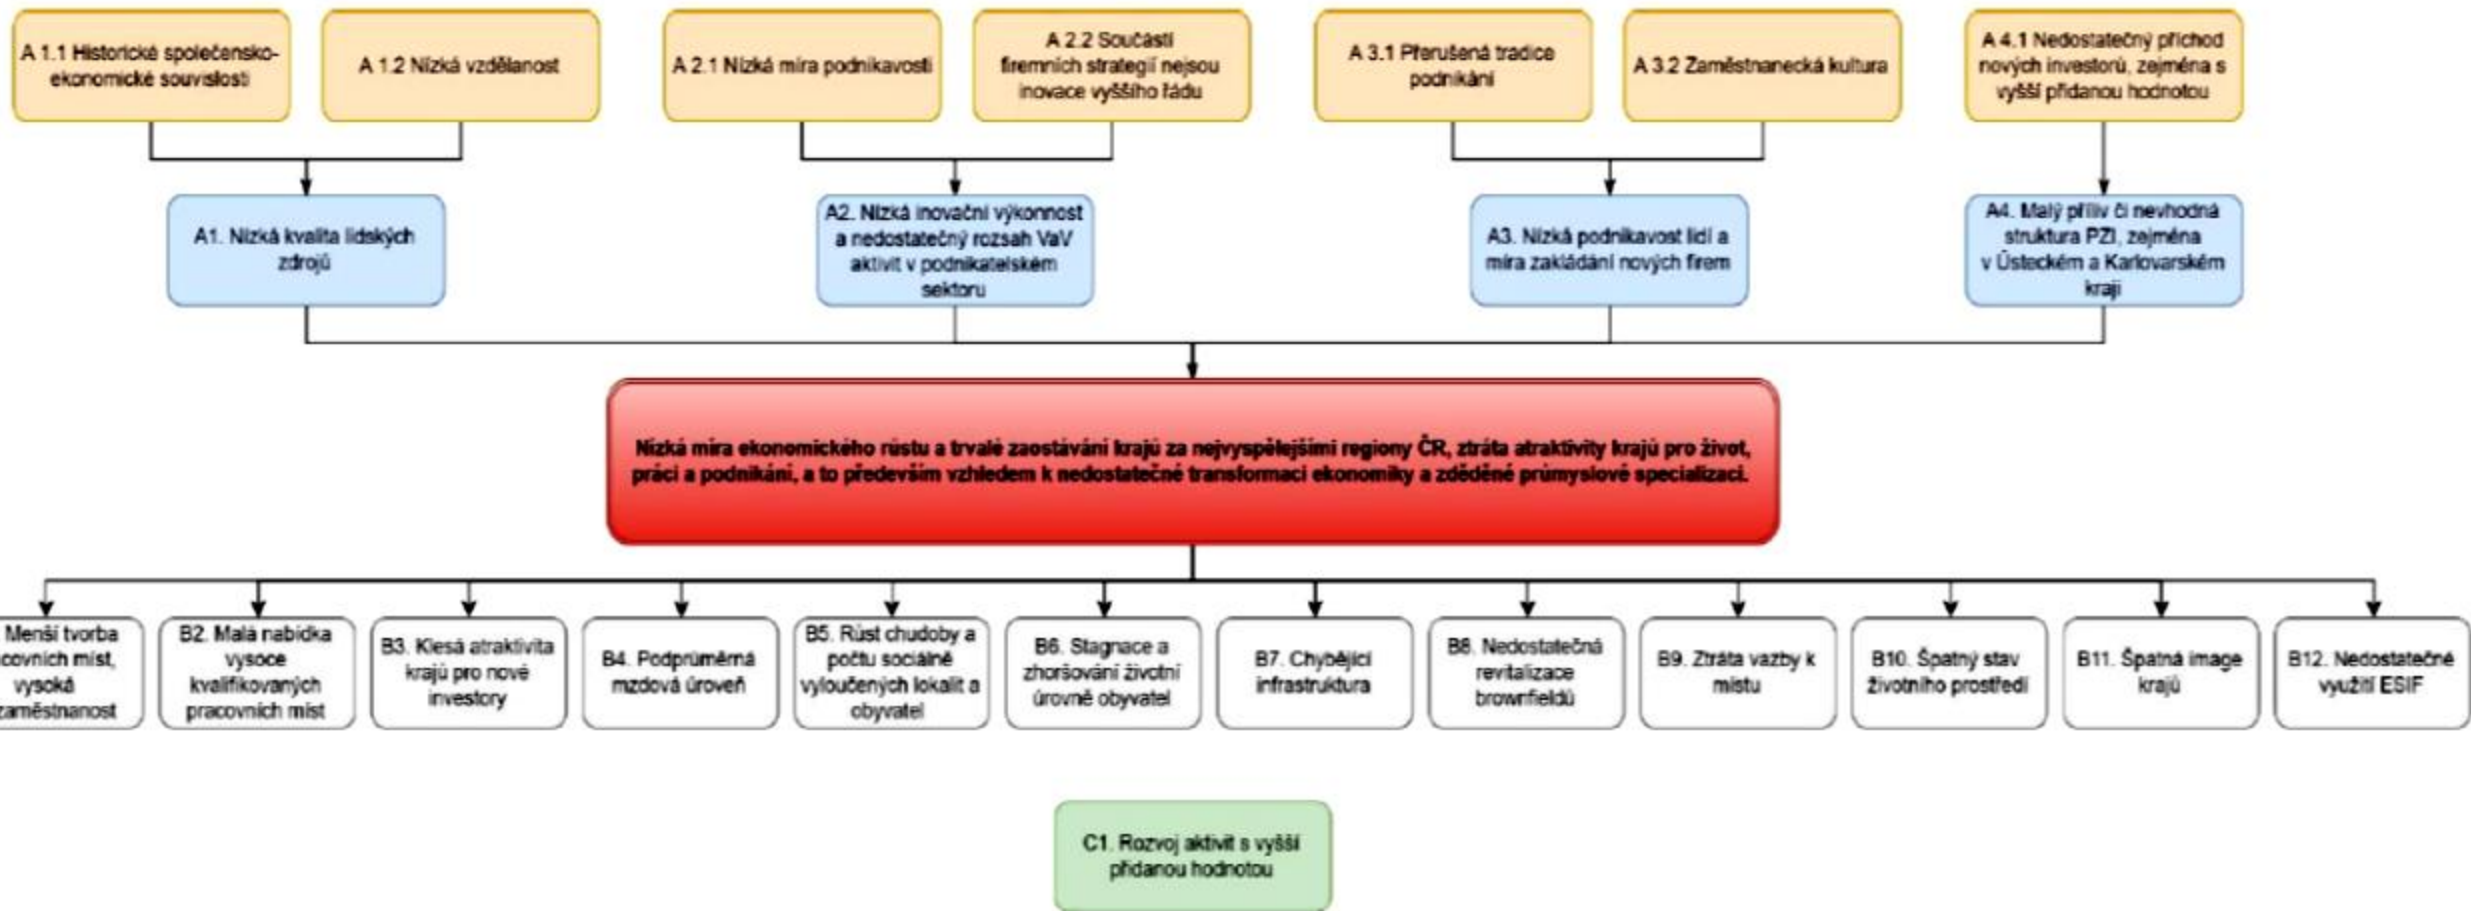 A 1.1 Historické společensko-
ekonomické souvislosti
A 1.2 Nízká vzdělanost
A 2.1 Nízká míra podnikavosti
A 2.2 Součástí
firemních strategií nejsou
inovace vyššího řádu
A 3.1 Přerušená tradice
podnikání
A 3.2 Zaměstnanecká kultura
A 4.1 Nedostatečný příchod
nových investorů, zejména s
vyšší přidanou hodnotou
A1. Nízká kvalita lidských
zdrojů
A2. Nízká inovační výkonnost
a nedostatečný rozsah VaV
aktivit v podnikatelském
sektoru
A3. Nízká podnikavost lidí a
míra zakládání nových firem
A4. Malý příliv či nevhodná
struktura PZI, zejména
v Ústeckém a Karlovarském
kraji
Nízká míra ekonomického růstu a trvalé zaostávání krajů za nejvyspělejšími regiony ČR, ztráta atraktivity krajů pro život,
práci a podnikání, a to především vzhledem k nedostatečné transformaci ekonomiky a zděděné průmyslové specializaci.
Menší tvorba
covních míst,
vysoká
zaměstnanost
B2. Malá nabídka
vysoce
kvalifikovaných
pracovních míst
B3. Klesá atraktivita
krajů pro nové
investory
B4. Podprůměrná
mzdová úroveň
B5. Růst chudoby a
počtu sociálně
vyloučených lokalit a
obyvatel
B6. Stagnace a
zhoršování životní
úrovně obyvatel
B7. Chybějící
infrastruktura
B8. Nedostatečná
revitalizace
brownfieldů
B9. Ztráta vazby k
místu
B10. Špatný stav
životního prostředí
B11. Špatná image
krajů
B12. Nedostatečné
využití ESIF
C1. Rozvoj aktivit s vyšší
přidanou hodnotou